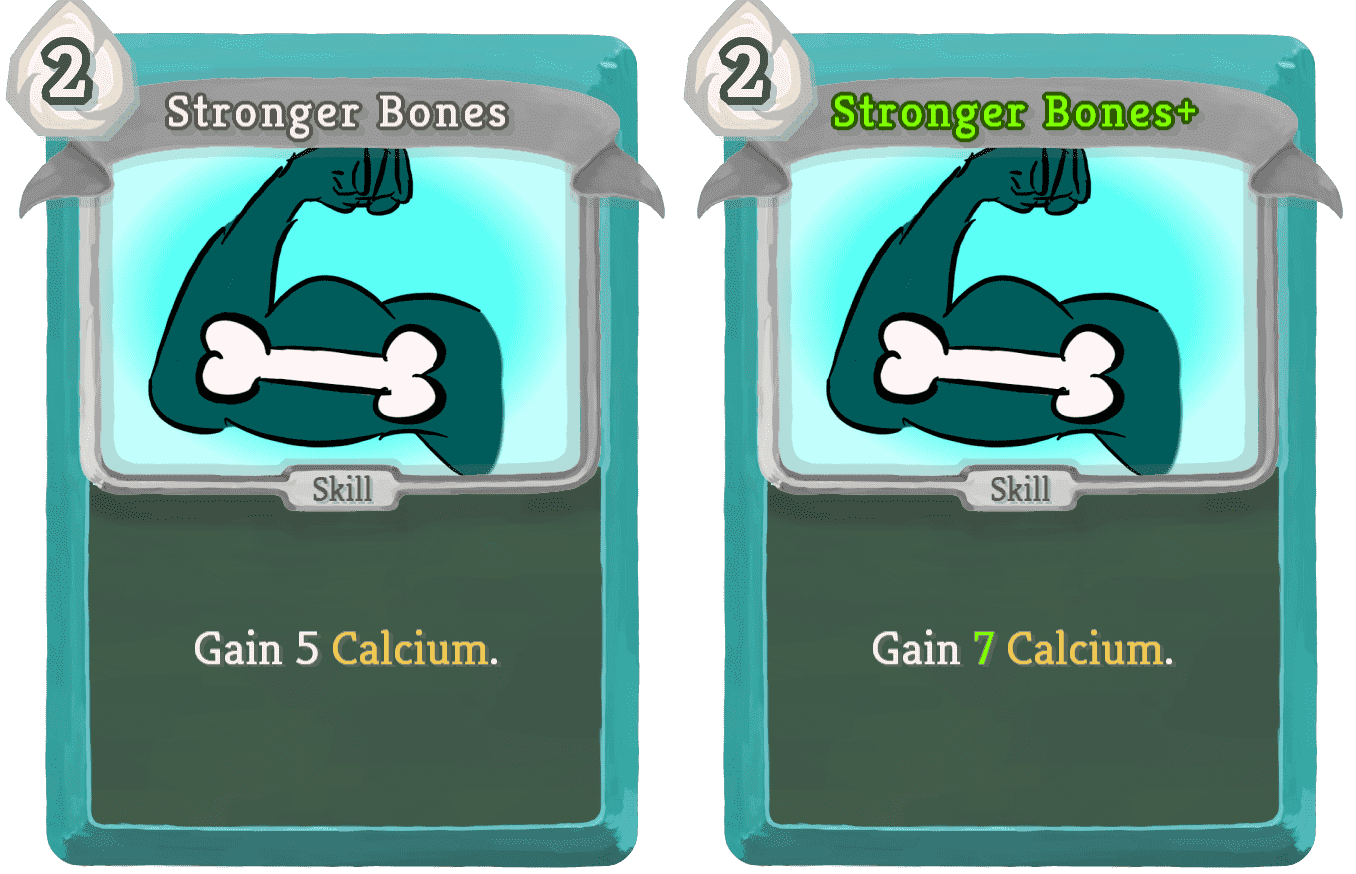 2
Stronger Bones
Skill
Gain 5 Calcium.
2
Stronger Bones+
Skill
Gain 7 Calcium.